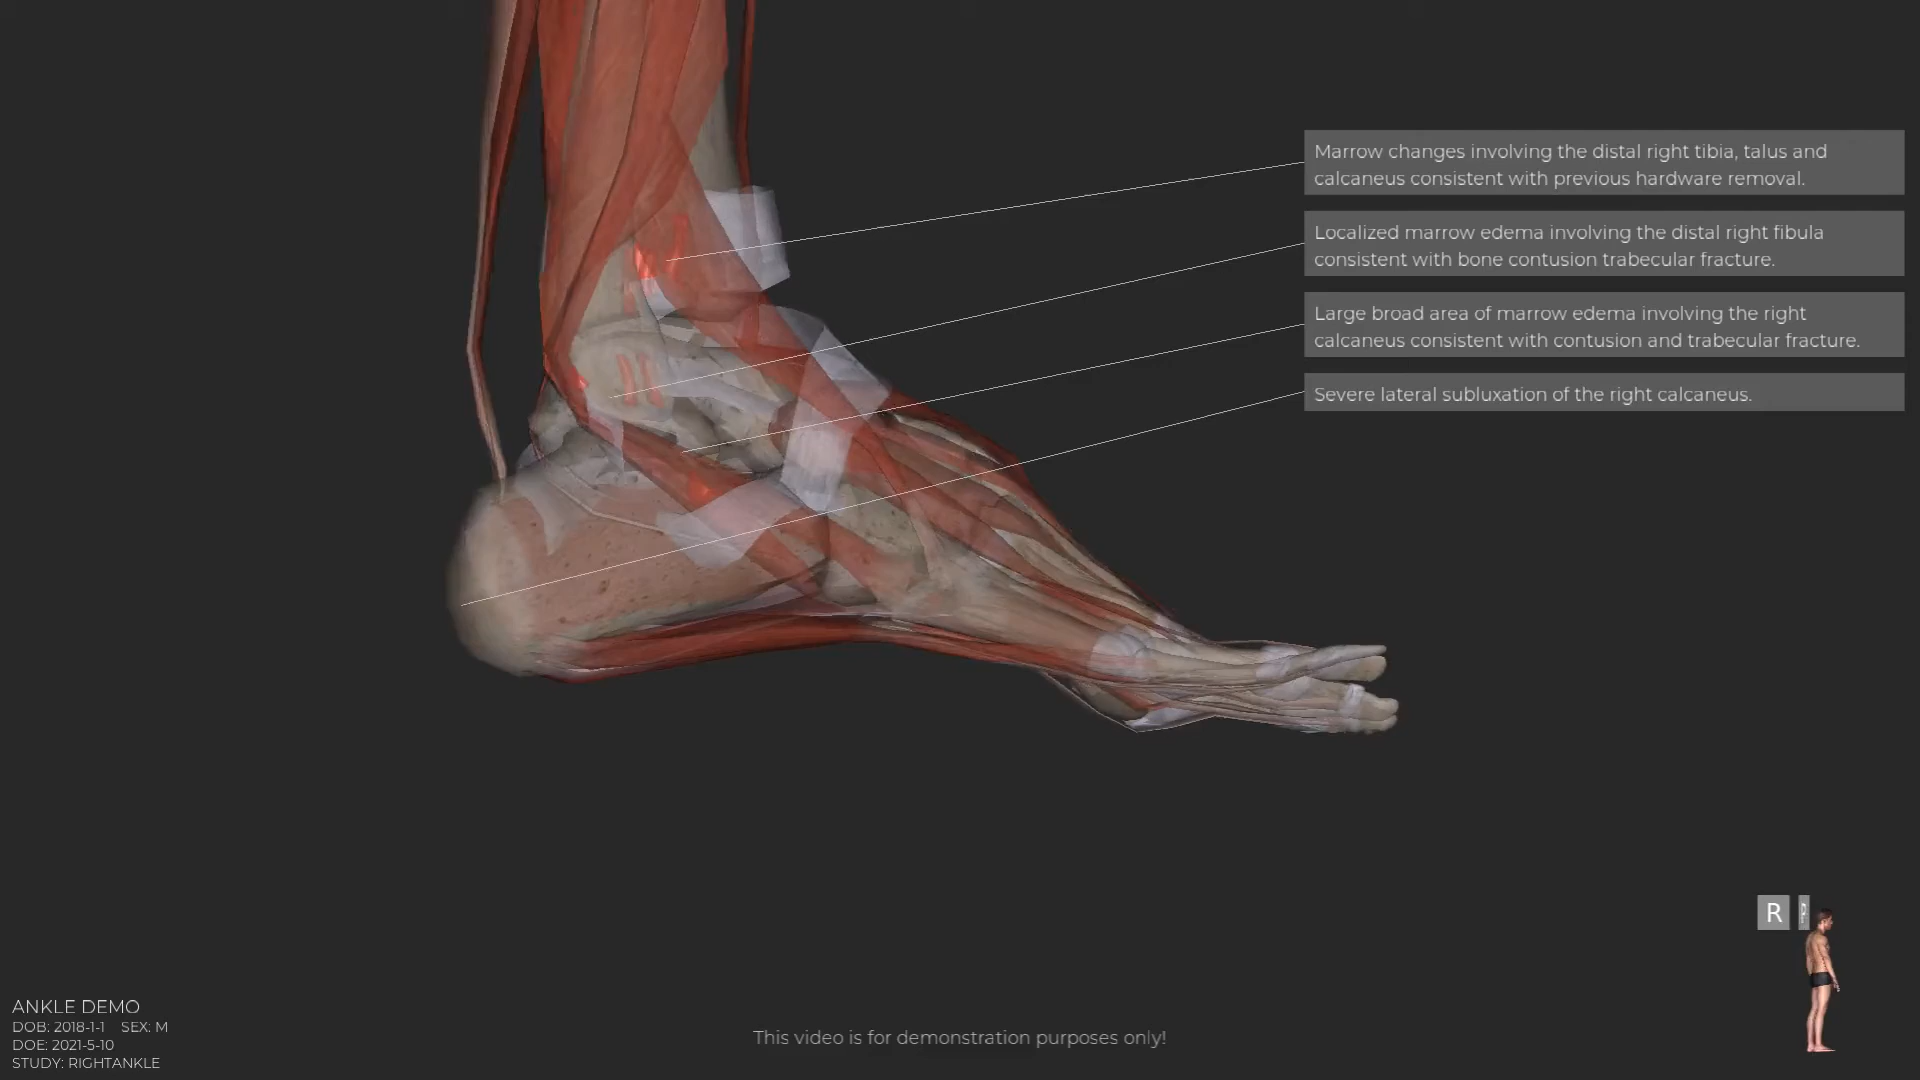 Marrow changes involving the distal right tibia, talus and
calcaneus consistent with previous hardware removal.
Localized marrow edema involving the distal right fibula
consistent with bone contusion trabecular fracture.
Large broad area of marrow edema involving the right
calcaneus consistent with contusion and trabecular fracture.
Severe lateral subluxation of the right calcaneus.
R
ANKLE DEMO
DOB: 2018-1-1 SEX: M
DOE: 2021-5-10
STUDY: RIGHTANKLE
This video is for demonstration purposes only!